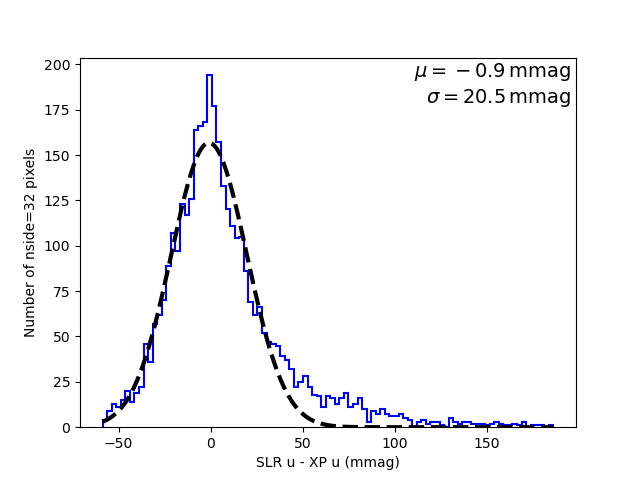 μ = −0.9 mmag
σ = 20.5 mmag
200
175
150
125
100
75
50
25
0
Number of nside=32 pixels
−50 0 50 100 150
SLR u - XP u (mmag)